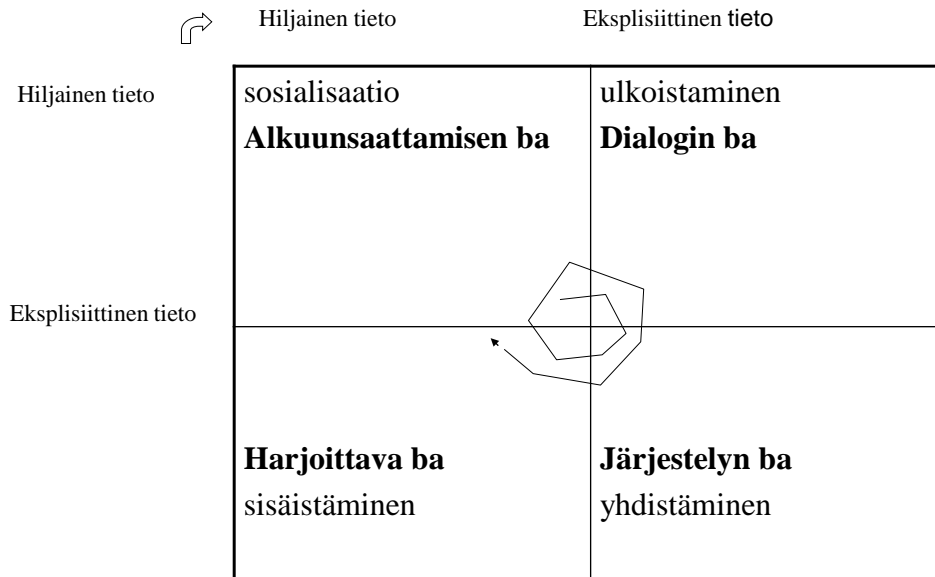 Hiljainen tieto Eksplisiittinen tieto
Hiljainen tieto
sosialisaatio
Alkuunsaattamisen ba
ulkoistaminen
Dialogin ba
Eksplisiittinen tieto
Harjoittava ba
sisäistäminen
Järjestelyn ba
yhdistäminen